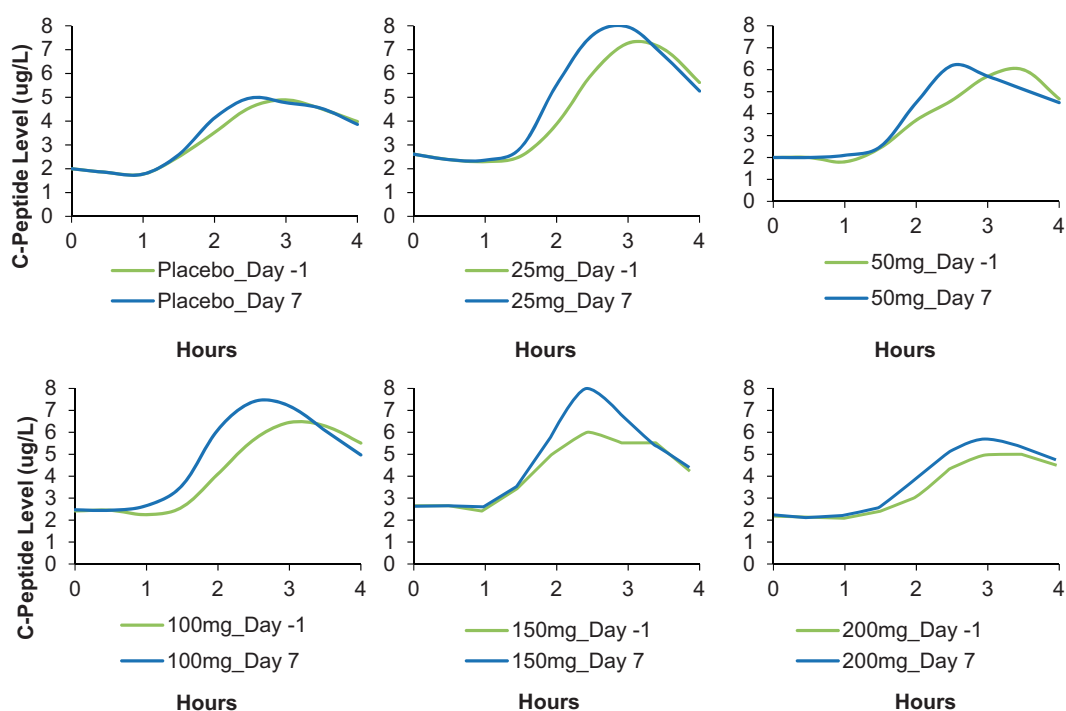 C-Peptide Level (ug/L)
8
7
6
5
4
3
2
1
0
0 1 2 3 4
Placebo_Day -1
Placebo_Day 7
Hours
8
7
6
5
4
3
2
1
0
0 1 2 3 4
25mg_Day -1
25mg_Day 7
Hours
8
7
6
5
4
3
2
1
0
0 1 2 3 4
50mg_Day -1
50mg_Day 7
Hours
C-Peptide Level (ug/L)
8
7
6
5
4
3
2
1
0
0 1 2 3 4
100mg_Day -1
100mg_Day 7
Hours
8
7
6
5
4
3
2
1
0
0 1 2 3 4
150mg_Day -1
150mg_Day 7
Hours
8
7
6
5
4
3
2
1
0
0 1 2 3 4
200mg_Day -1
200mg_Day 7
Hours